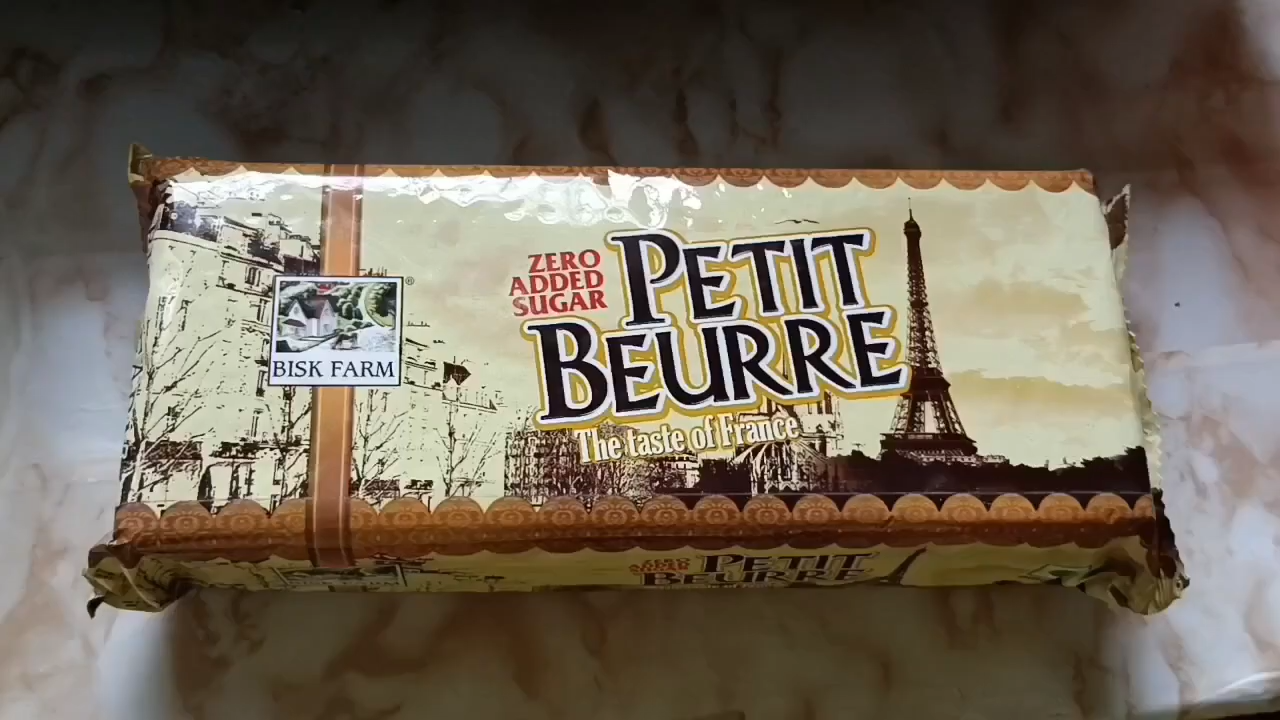 ZERO
ADDED
SUGAR
PETIT
BEURRE
The taste of France
®
BISK FARM
PETIT
BEURRE